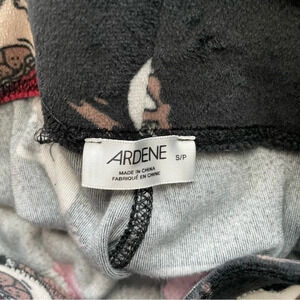 ARDENE
S/P
MADE IN CHINA
FABRIQUÉ EN CHINE